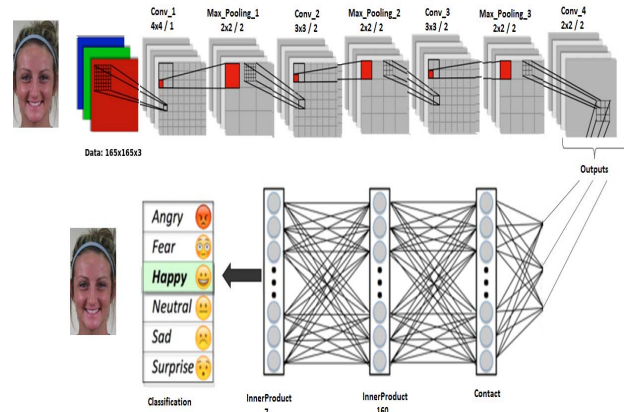 Conv_1 Max_Pooling_1 Conv_2 Max_Pooling_2 Conv_3 Max_Pooling_3 Conv_4
4x4 / 1 2x2 / 2 3x3 / 2 2x2 / 2 3x3 / 2 2x2 / 2 2x2 / 2
Data: 165x165x3
Outputs
Angry
Fear
Happy
Neutral
Sad
Surprise
Classification
InnerProduct
InnerProduct
160
Contact